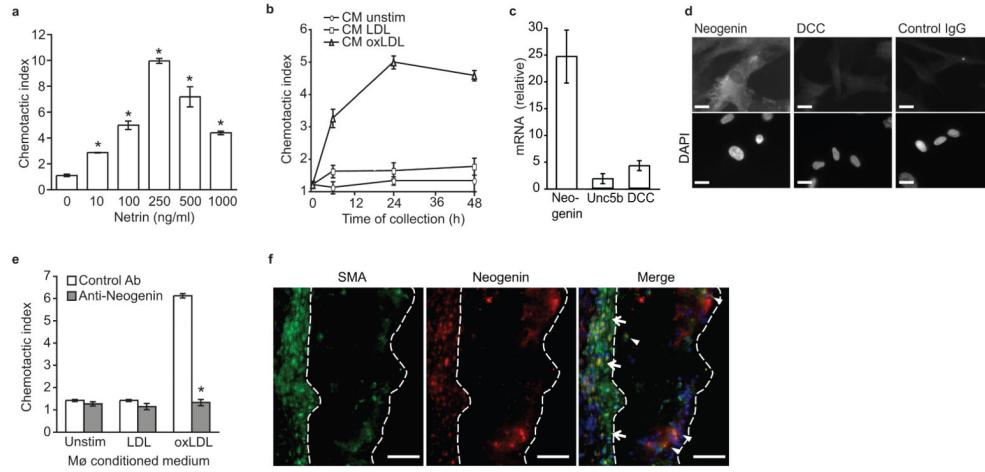 a
Chemotactic index
12
10
8
6
4
2
0
0 10 100 250 500 1000
* * * * *
Netrin (ng/ml)
b
CM unstim
CM LDL
CM oxLDL
Chemotactic index
6
5
4
3
2
1
0 12 24 36 48
Time of collection (h)
c
mRNA (relative)
35
30
25
20
15
10
5
0
Neo-
genin
Unc5b DCC
d
Neogenin DCC Control IgG
DAPI
e
Control Ab
Anti-Neogenin
Chemotactic index
7
6
5
4
3
2
1
0
*
Unstim LDL oxLDL
Mø conditioned medium
f
SMA Neogenin Merge